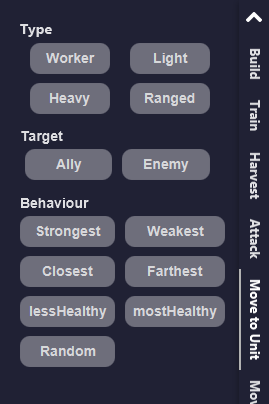 Type
Worker
Light
Heavy
Ranged
Target
Ally
Enemy
Behaviour
Strongest
Weakest
Closest
Farthest
lessHealthy
mostHealthy
Random
Build
Train
Harvest
Attack
Move to Unit
Mov